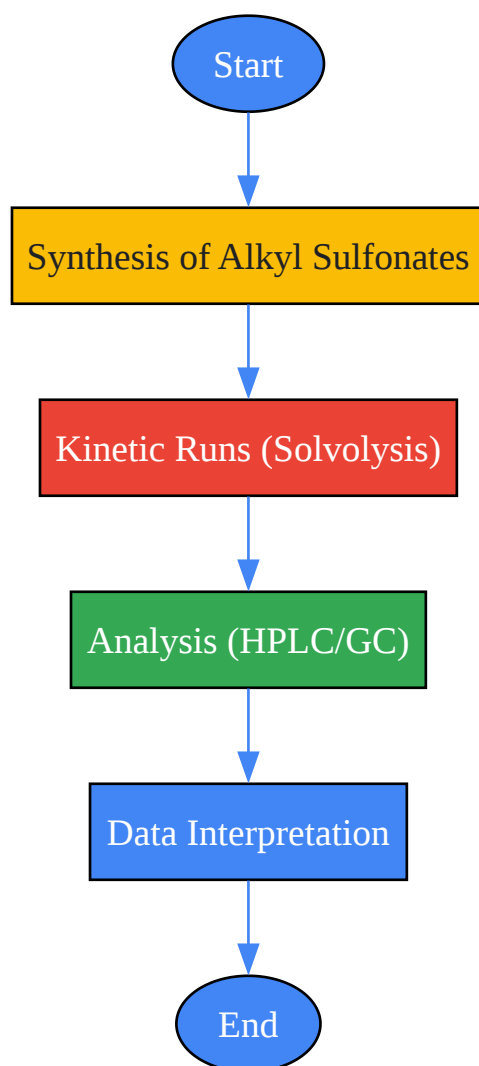 Start
Synthesis of Alkyl Sulfonates
Kinetic Runs (Solvolysis)
Analysis (HPLC/GC)
Data Interpretation
End